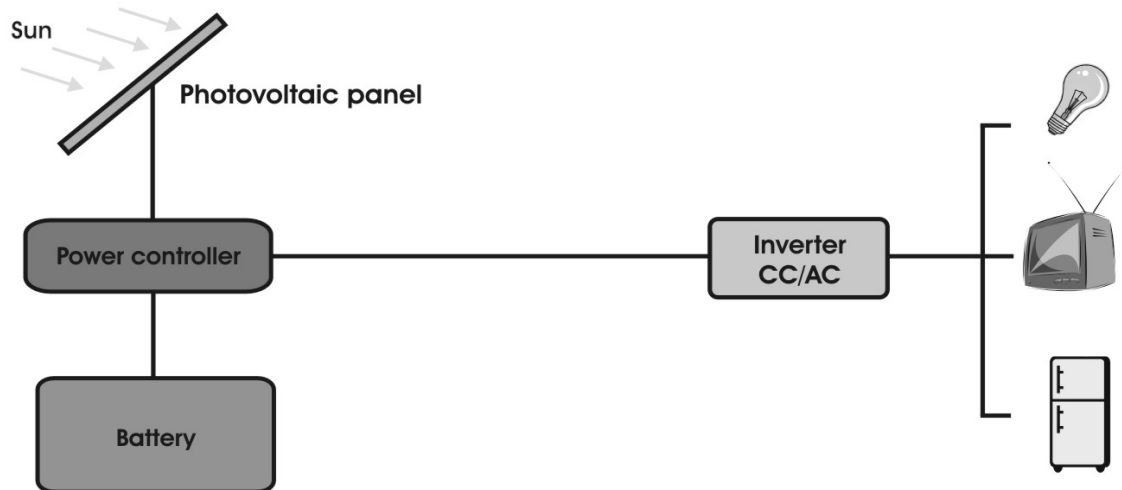 Sun
Photovoltaic panel
Power controller
Inverter
CC/AC
Battery